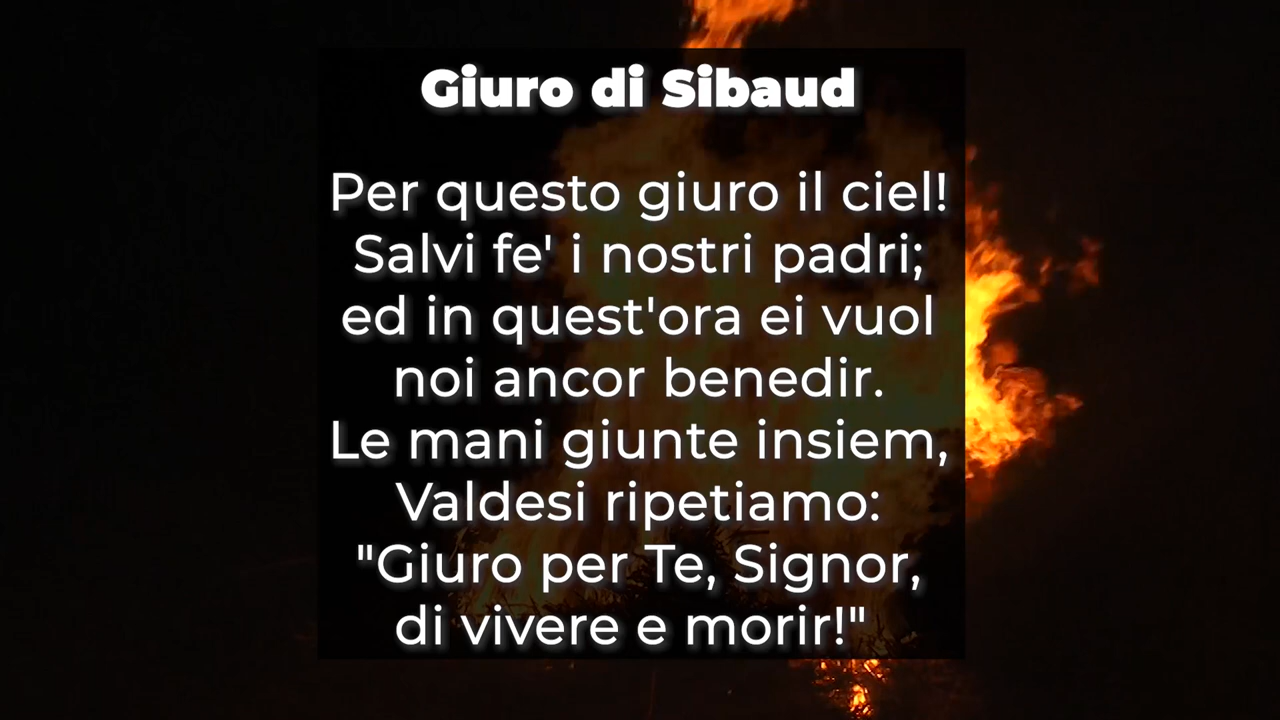 Giuro di Sibaud
Per questo giuro il ciel!
Salvi fe' i nostri padri;
ed in quest'ora ei vuol
noi ancor benedir.
Le mani giunte insiem,
Valdesi ripetiamo:
"Giuro per Te, Signor,
di vivere e morir!"